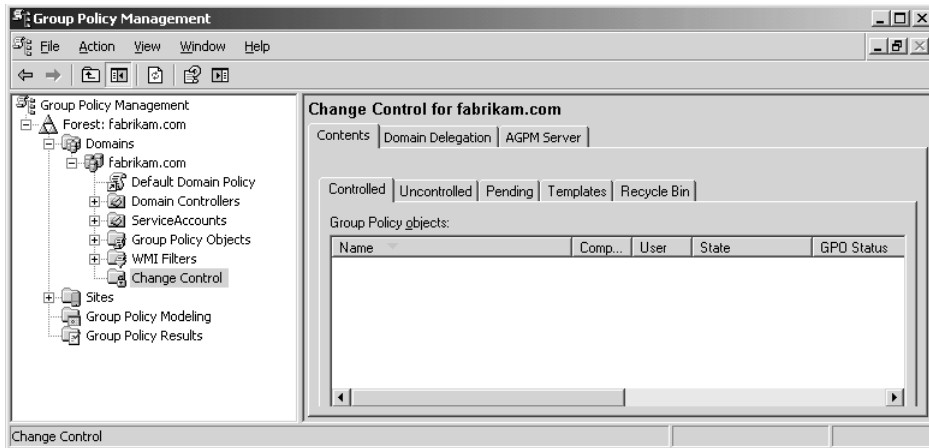 Group Policy Management
File Action View Window Help
Group Policy Management
Forest: fabrikam.com
Domains
fabrikam.com
Default Domain Policy
Domain Controllers
ServiceAccounts
Group Policy Objects
WMI Filters
Change Control
Sites
Group Policy Modeling
Group Policy Results
Change Control for fabrikam.com
Contents Domain Delegation AGPM Server
Controlled Uncontrolled Pending Templates Recycle Bin
Group Policy objects:
Name Comp... User State GPO Status
Change Control